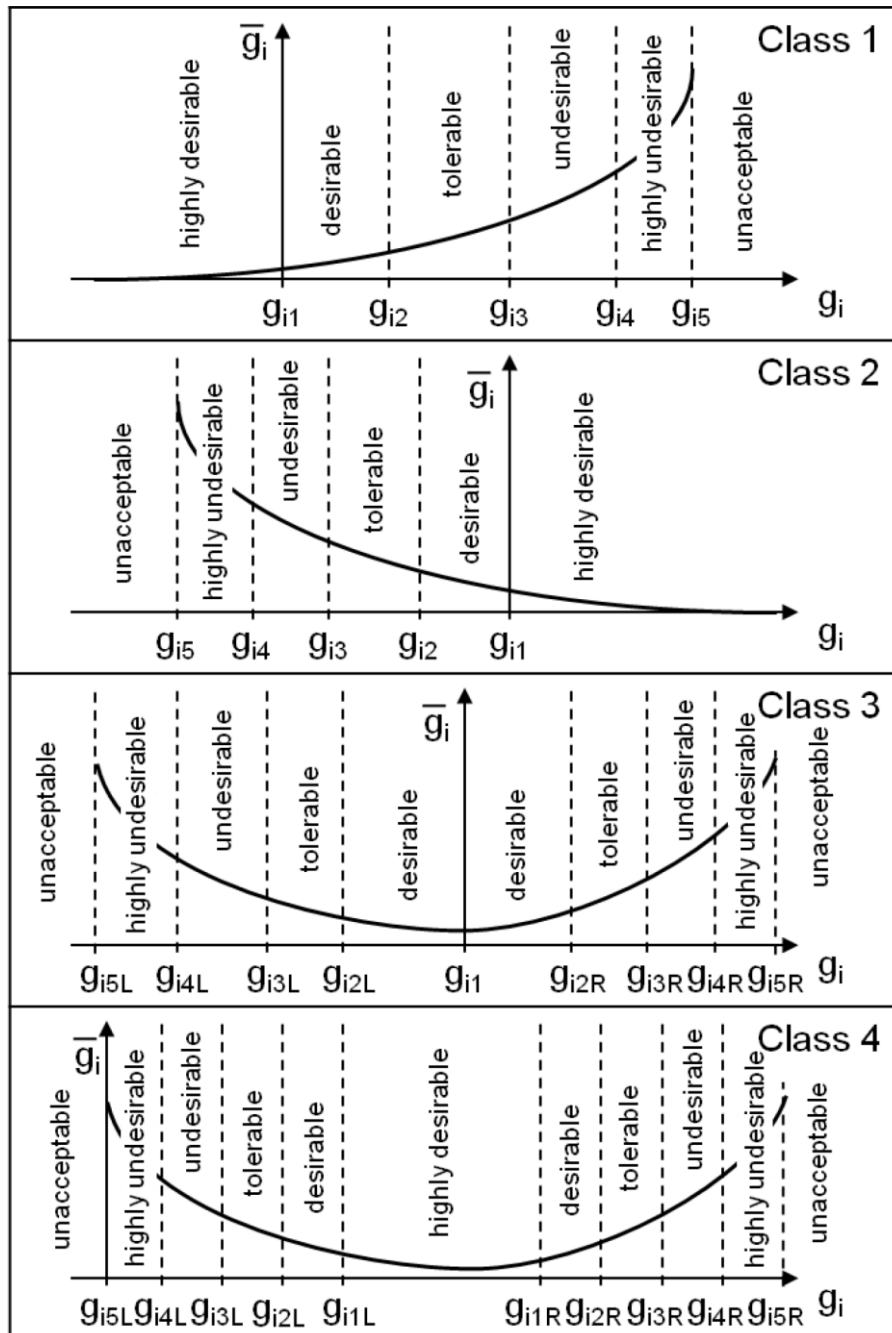 Class 1
g̅i
highly desirable
desirable
tolerable
undesirable
highly undesirable
unacceptable
gi1 gi2 gi3 gi4 gi5 gi
Class 2
g̅i
unacceptable
highly undesirable
undesirable
tolerable
desirable
highly desirable
gi5 gi4 gi3 gi2 gi1 gi
Class 3
g̅i
unacceptable
highly undesirable
undesirable
tolerable
desirable
desirable
tolerable
undesirable
highly undesirable
unacceptable
gi5L gi4L gi3L gi2L gi1 gi2R gi3R gi4R gi5R gi
Class 4
g̅i
unacceptable
highly undesirable
undesirable
tolerable
desirable
highly desirable
desirable
tolerable
undesirable
highly undesirable
unacceptable
gi5L gi4L gi3L gi2L gi1L gi1R gi2R gi3R gi4R gi5R gi